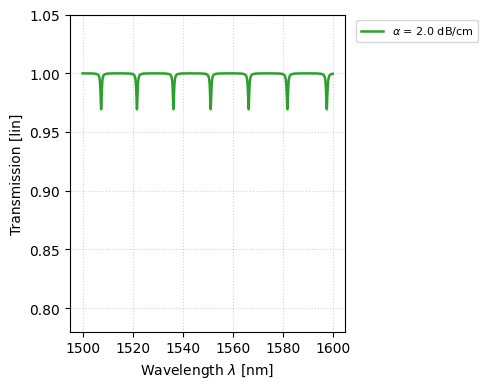 1.05
1.00
0.95
0.90
0.85
0.80
Transmission [lin]
1500 1520 1540 1560 1580 1600
Wavelength λ [nm]
α = 2.0 dB/cm